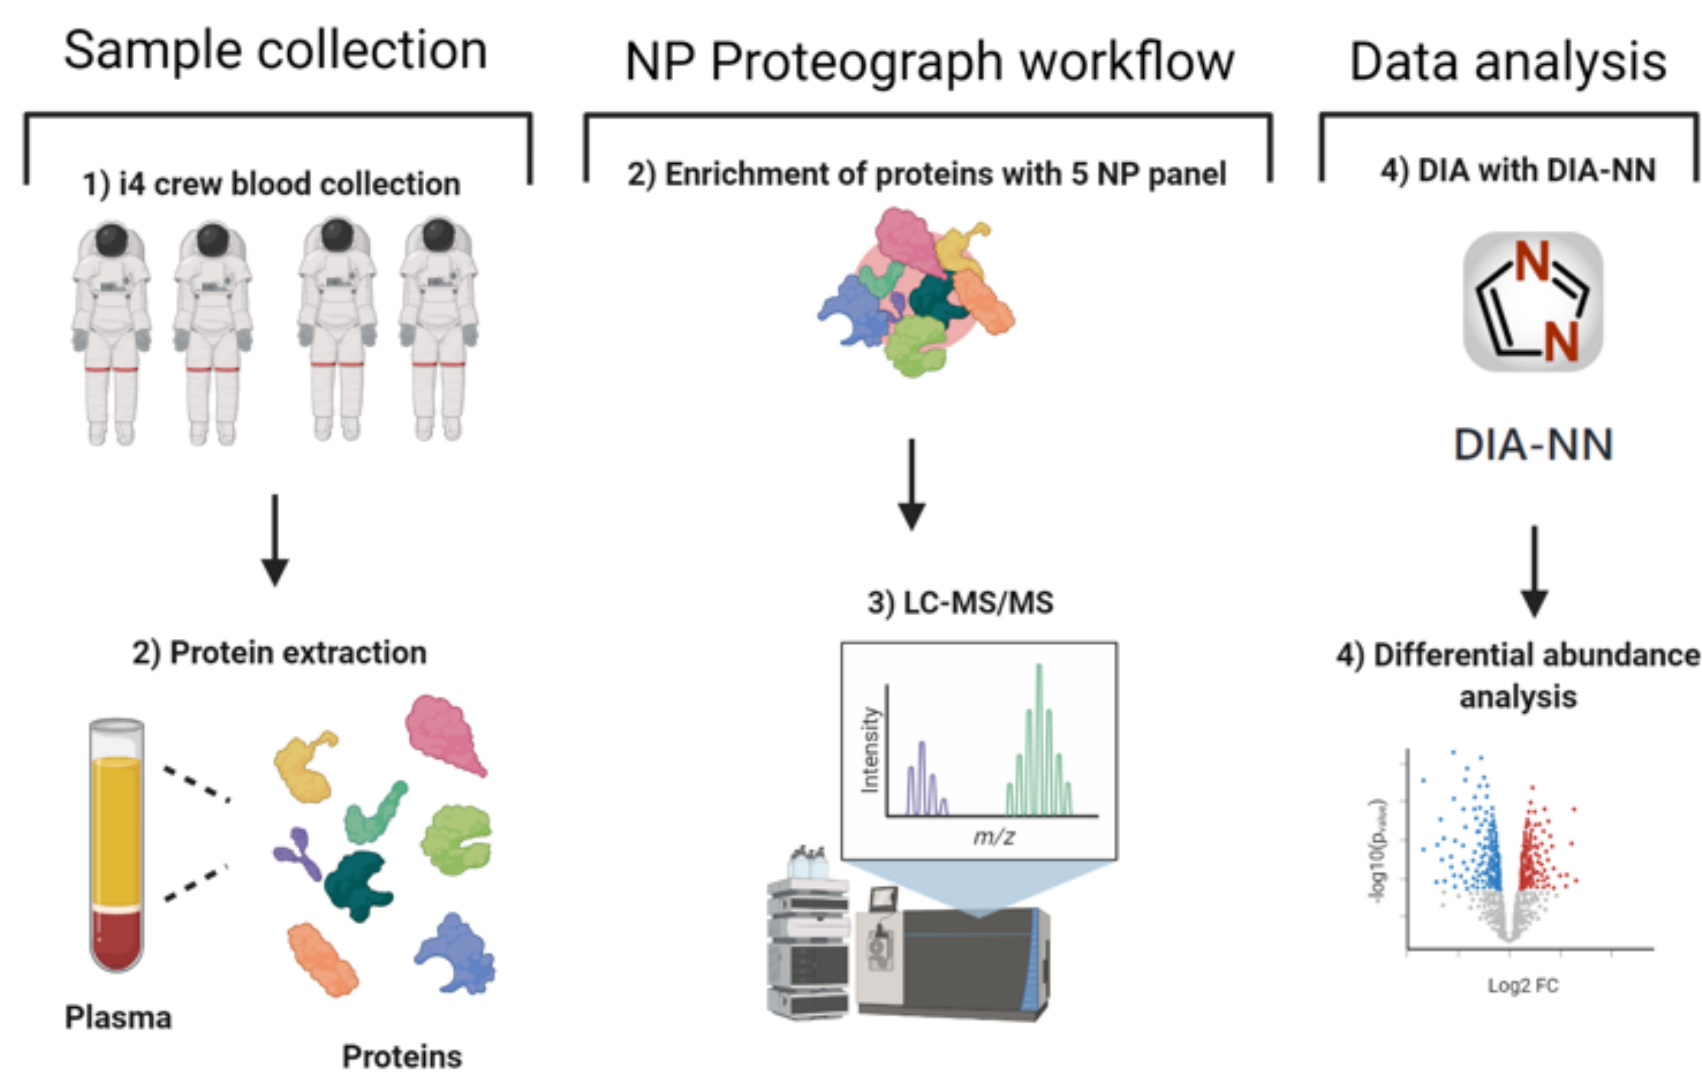 Sample collection
1) i4 crew blood collection
2) Protein extraction
Plasma
Proteins
NP Proteograph workflow
2) Enrichment of proteins with 5 NP panel
3) LC-MS/MS
Intensity
m/z
Data analysis
4) DIA with DIA-NN
N
N
DIA-NN
4) Differential abundance
analysis
-log10(pvalue)
Log2 FC